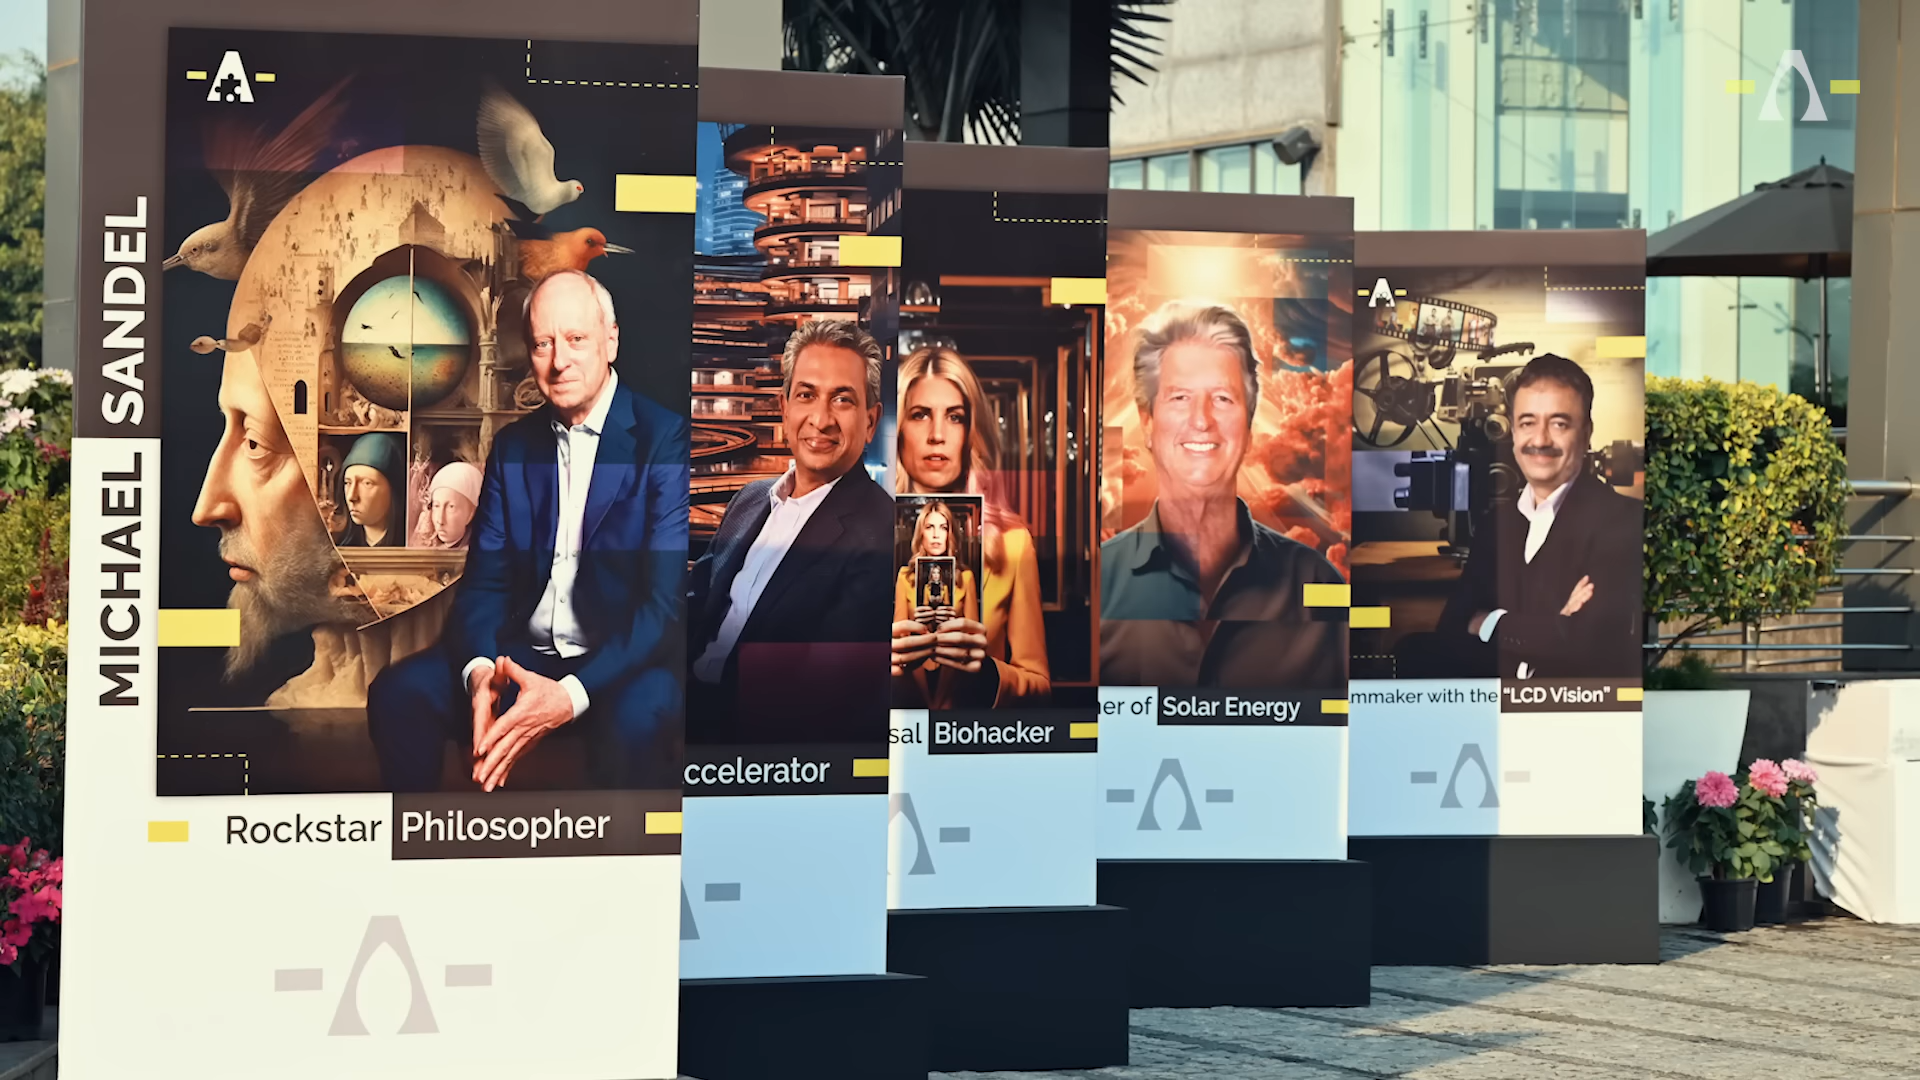 MICHAEL SANDEL
Rockstar Philosopher
ccelerator
sal Biohacker
er of Solar Energy
mmaker with the "LCD Vision"